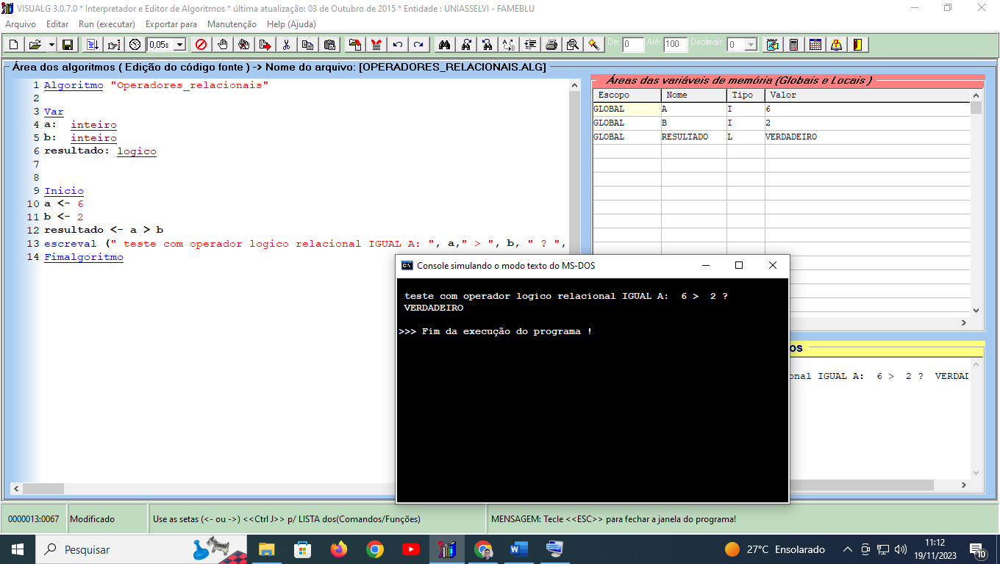 VISUALG 3.0.7.0 * Interpretador e Editor de Algoritmos * última atualização: 03 de Outubro de 2015 * Entidade : UNIASSELVI - FAMEBLU
Arquivo Editar Run (executar) Exportar para Manutenção Help (Ajuda)
0,05s De: 0 Até: 100 Decimais: 0
Área dos algoritmos ( Edição do código fonte ) -> Nome do arquivo: [OPERADORES_RELACIONAIS.ALG]
1 Algoritmo "Operadores_relacionais"
2
3 Var
4 a: inteiro
5 b: inteiro
6 resultado: logico
7
8
9 Inicio
10 a <- 6
11 b <- 2
12 resultado <- a > b
13 escreval (" teste com operador logico relacional IGUAL A: ", a," > ", b, " ? ",
14 Fimalgoritmo
Áreas das variáveis de memória (Globais e Locais )
Escopo Nome Tipo Valor
GLOBAL A I 6
GLOBAL B I 2
GLOBAL RESULTADO L VERDADEIRO
Console simulando o modo texto do MS-DOS
teste com operador logico relacional IGUAL A: 6 > 2 ?
VERDADEIRO
>>> Fim da execução do programa !
os
onal IGUAL A: 6 > 2 ? VERDAD
0000013:0067 Modificado Use as setas (<- ou ->) <<Ctrl J>> p/ LISTA dos(Comandos/Funções) MENSAGEM: Tecle <<ESC>> para fechar a janela do programa!
Pesquisar 27°C Ensolarado 11:12
19/11/2023 10